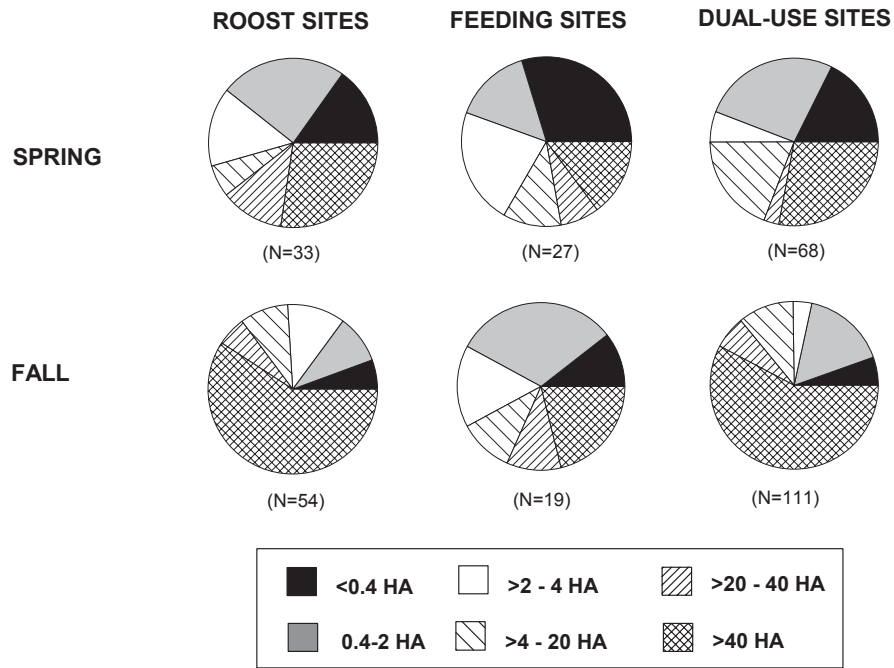 ROOST SITES FEEDING SITES DUAL-USE SITES
SPRING
(N=33) (N=27) (N=68)
FALL
(N=54) (N=19) (N=111)
<0.4 HA >2 - 4 HA >20 - 40 HA
0.4-2 HA >4 - 20 HA >40 HA